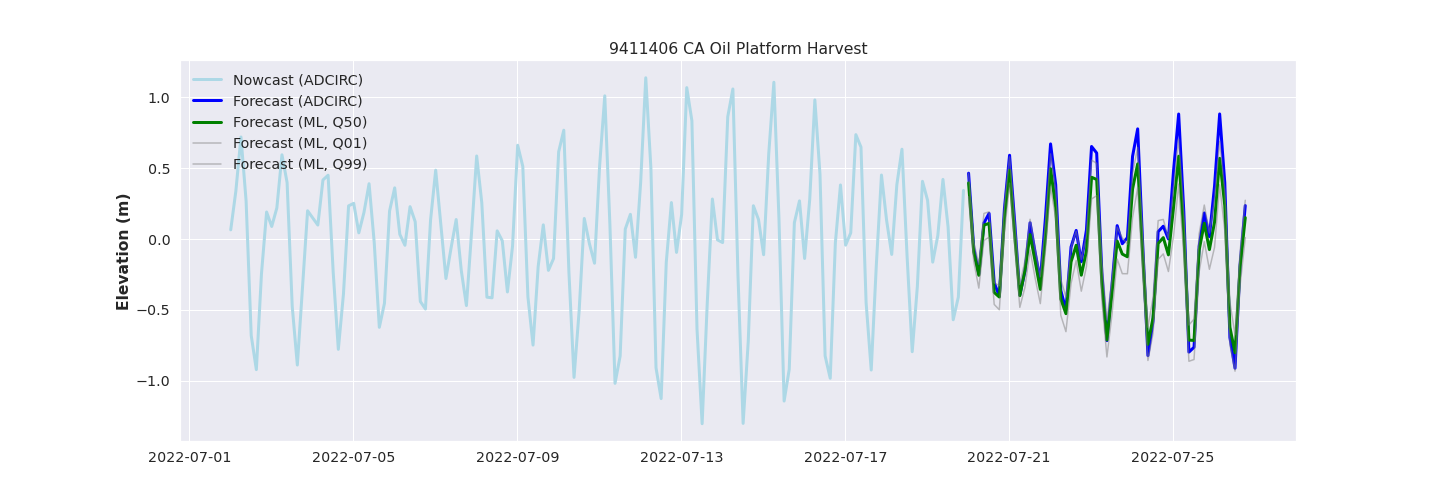 9411406 CA Oil Platform Harvest
Nowcast (ADCIRC)
Forecast (ADCIRC)
Forecast (ML, Q50)
Forecast (ML, Q01)
Forecast (ML, Q99)
Elevation (m)
1.0
0.5
0.0
−0.5
−1.0
2022-07-01
2022-07-05
2022-07-09
2022-07-13
2022-07-17
2022-07-21
2022-07-25